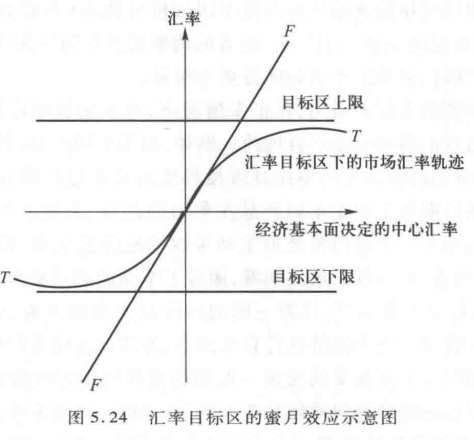 汇率
F
目标区上限
T
汇率目标区下的市场汇率轨迹
经济基本面决定的中心汇率
T
目标区下限
F
图 5.24 汇率目标区的蜜月效应示意图